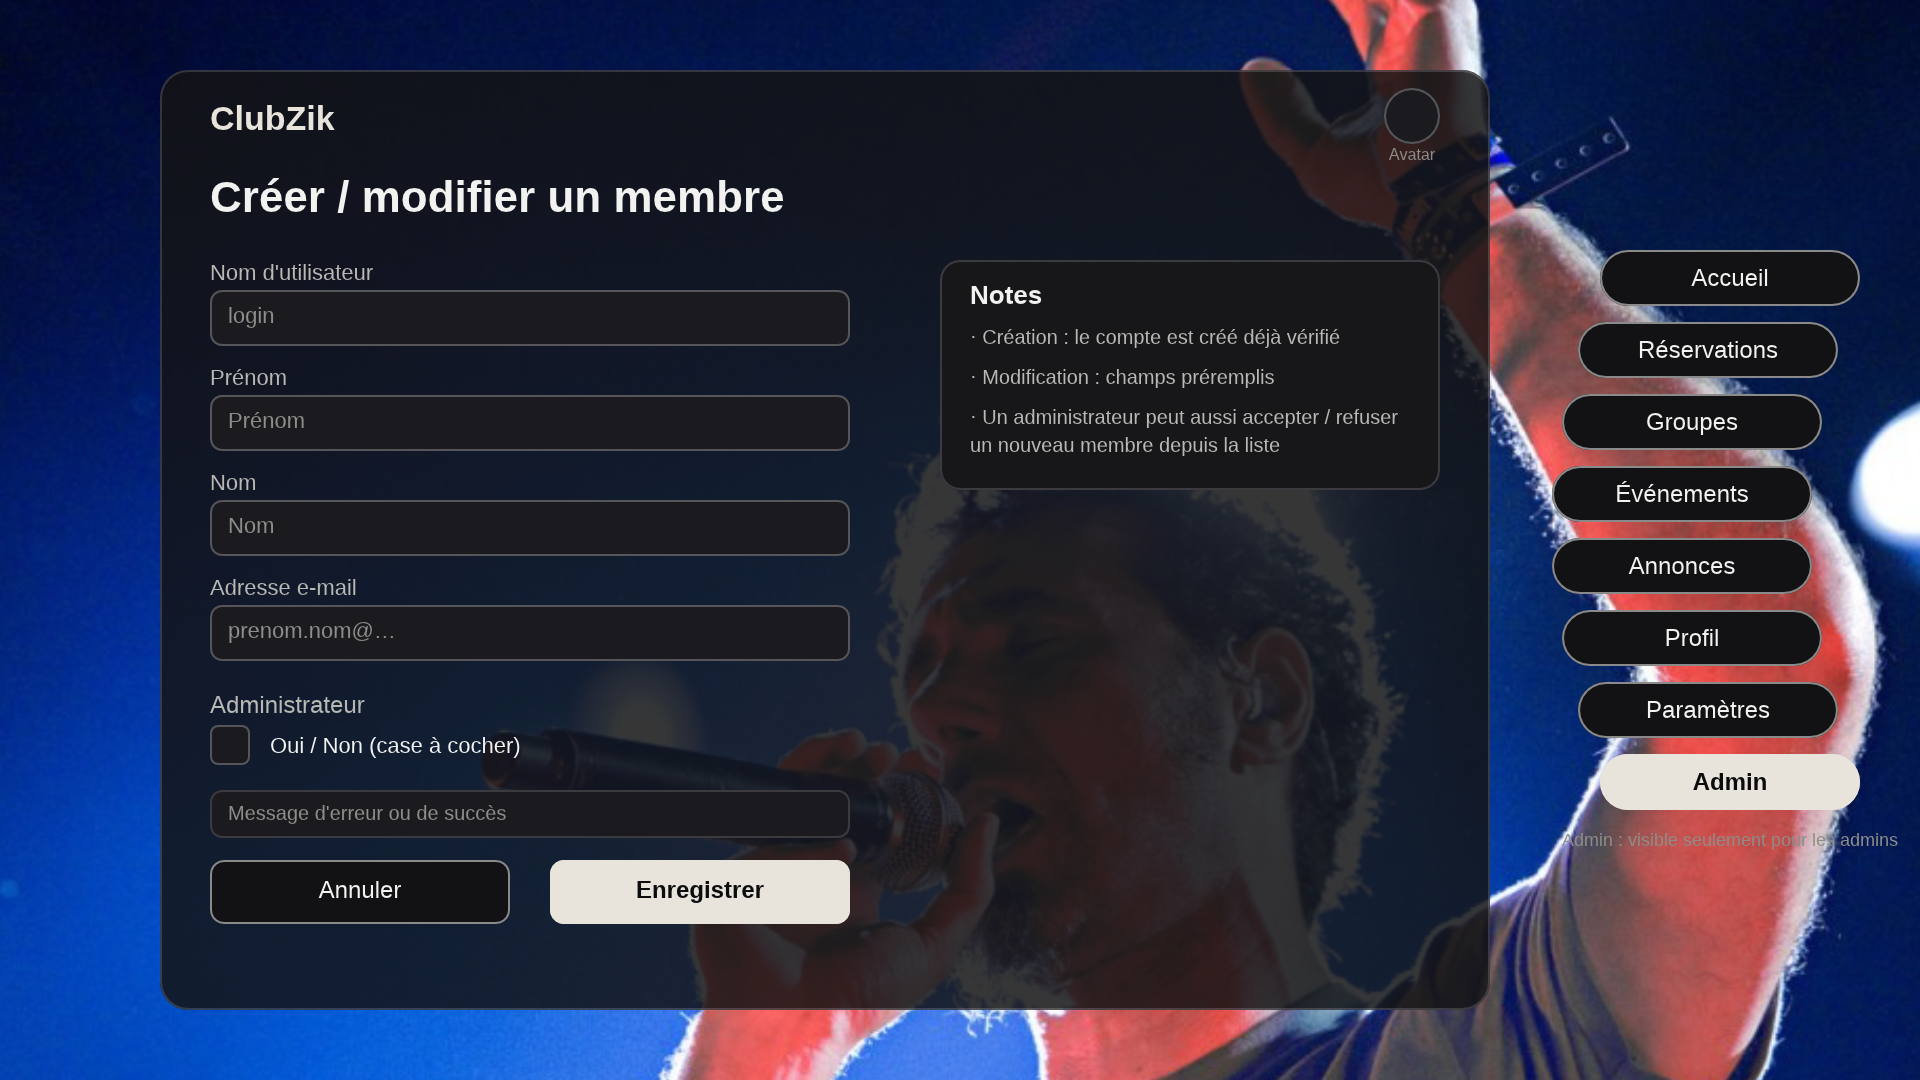 ClubZik
Avatar
Créer / modifier un membre
Nom d'utilisateur
login
Prénom
Prénom
Nom
Nom
Adresse e-mail
prenom.nom@…
Administrateur
Oui / Non (case à cocher)
Message d'erreur ou de succès
Annuler
Enregistrer
Notes
· Création : le compte est créé déjà vérifié
· Modification : champs préremplis
· Un administrateur peut aussi accepter / refuser
un nouveau membre depuis la liste
Accueil
Réservations
Groupes
Événements
Annonces
Profil
Paramètres
Admin
Admin : visible seulement pour les admins